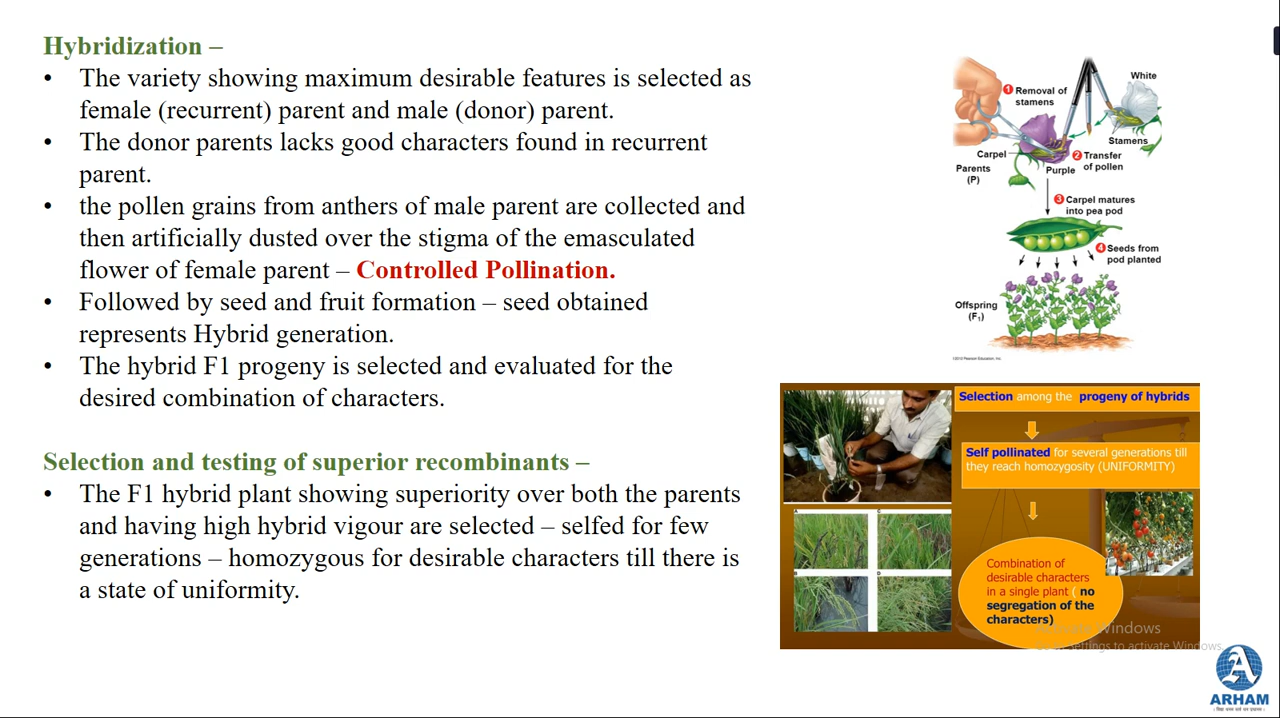 Hybridization –
• The variety showing maximum desirable features is selected as
female (recurrent) parent and male (donor) parent.
• The donor parents lacks good characters found in recurrent
parent.
• the pollen grains from anthers of male parent are collected and
then artificially dusted over the stigma of the emasculated
flower of female parent – Controlled Pollination.
• Followed by seed and fruit formation – seed obtained
represents Hybrid generation.
• The hybrid F1 progeny is selected and evaluated for the
desired combination of characters.
Selection and testing of superior recombinants –
• The F1 hybrid plant showing superiority over both the parents
and having high hybrid vigour are selected – selfed for few
generations – homozygous for desirable characters till there is
a state of uniformity.
White
1 Removal of
stamens
Stamens
Carpel
2 Transfer
of pollen
Parents
(P)
Purple
3 Carpel matures
into pea pod
4 Seeds from
pod planted
Offspring
(F1)
©2010 Pearson Education, Inc.
Selection among the progeny of hybrids
Self pollinated for several generations till
they reach homozygosity (UNIFORMITY)
A
C
B
D
Combination of
desirable characters
in a single plant ( no
segregation of the
characters)
Activate Windows
Go to Settings to activate Windows.
ARHAM